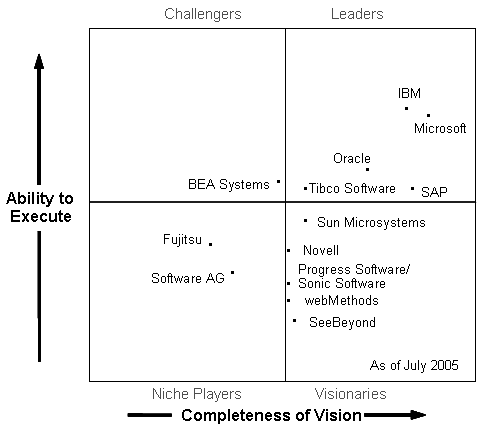 Challengers
Leaders
IBM
Microsoft
Oracle
BEA Systems
Tibco Software
SAP
Ability to
Execute
Sun Microsystems
Fujitsu
Novell
Progress Software/
Sonic Software
Software AG
webMethods
SeeBeyond
As of July 2005
Niche Players
Visionaries
Completeness of Vision